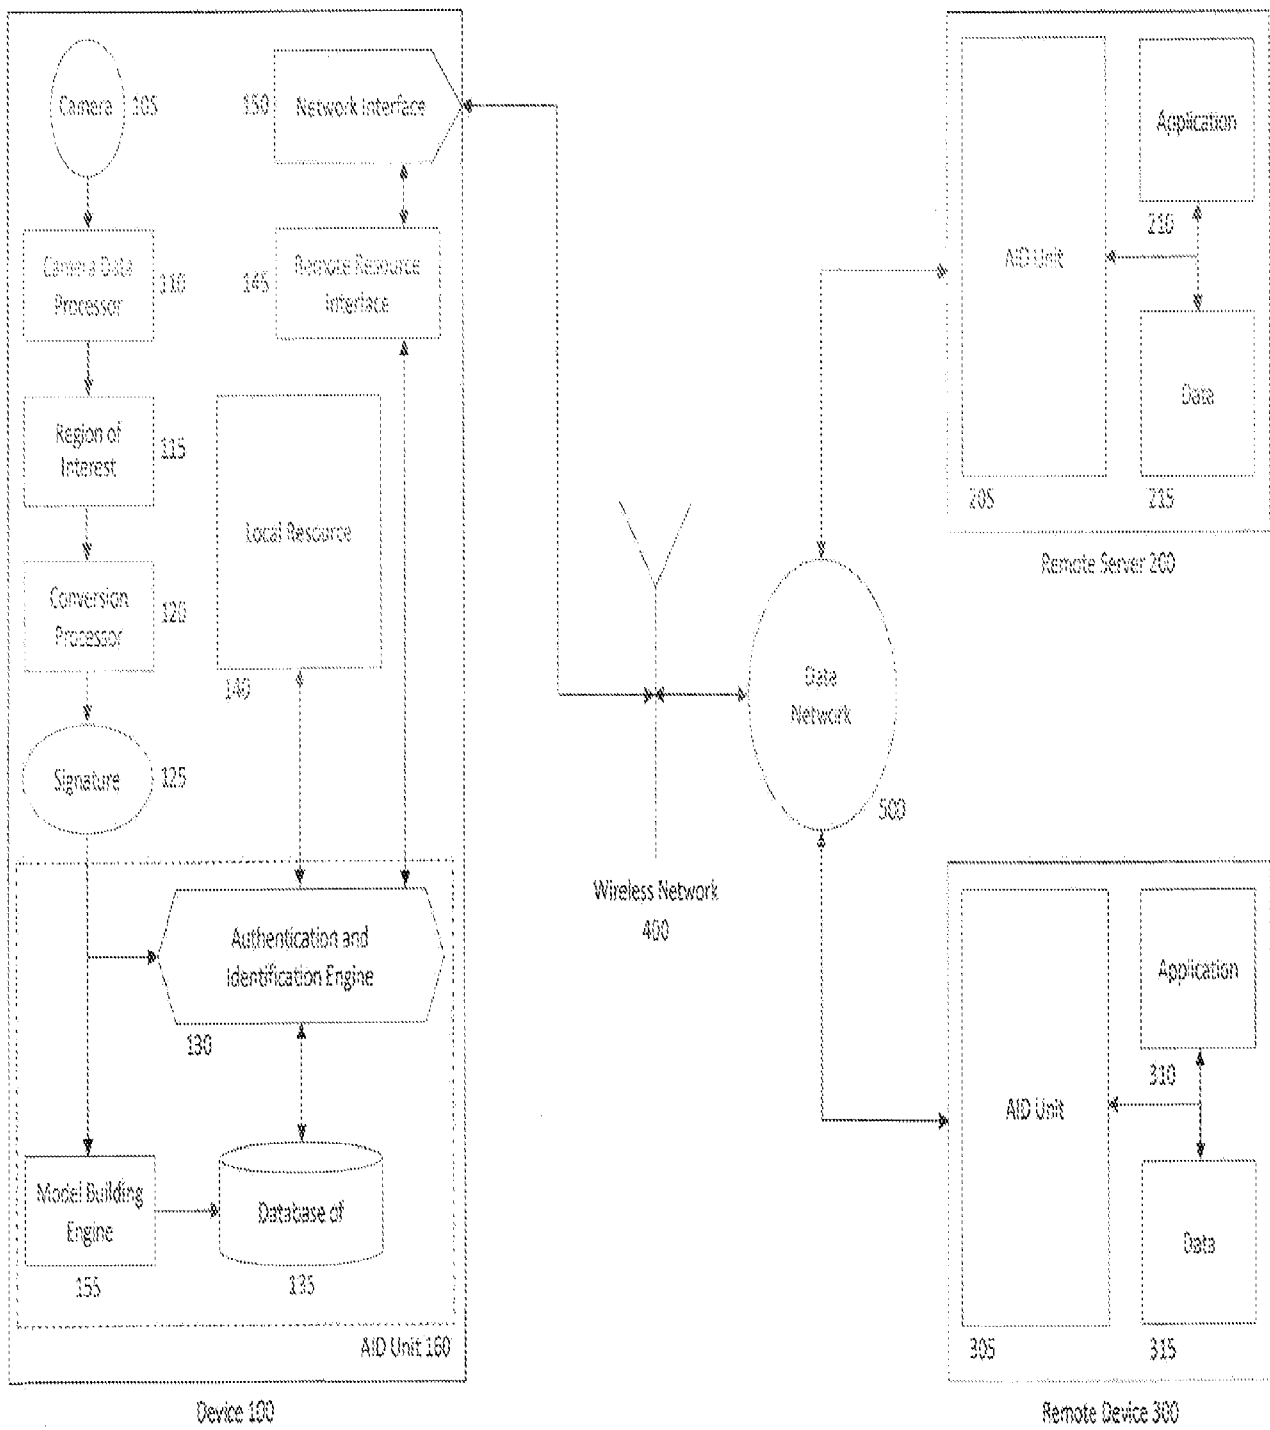 Camera
105
150
Network Interface
Camera Data
Processor
110
145
Remote Resource
Interface
Region of
Interest
115
Local Resource
140
Conversion
Processor
120
Signature
125
Authentication and
Identification Engine
130
Model Building
Engine
155
Database of
135
AID Unit 160
Device 100
Wireless Network
400
Data
Network
500
AID Unit
205
Application
210
Data
215
Remote Server 200
AID Unit
305
Application
310
Data
315
Remote Device 300